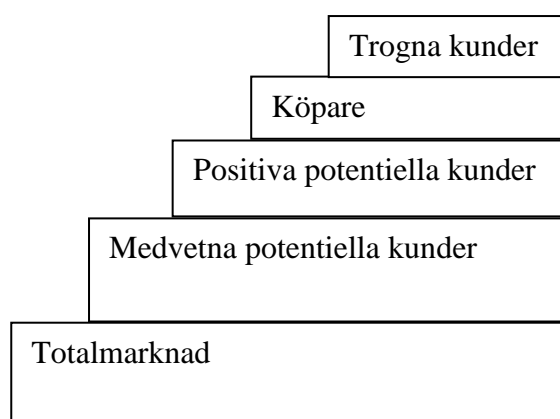 Trogna kunder
Köpare
Positiva potentiella kunder
Medvetna potentiella kunder
Totalmarknad